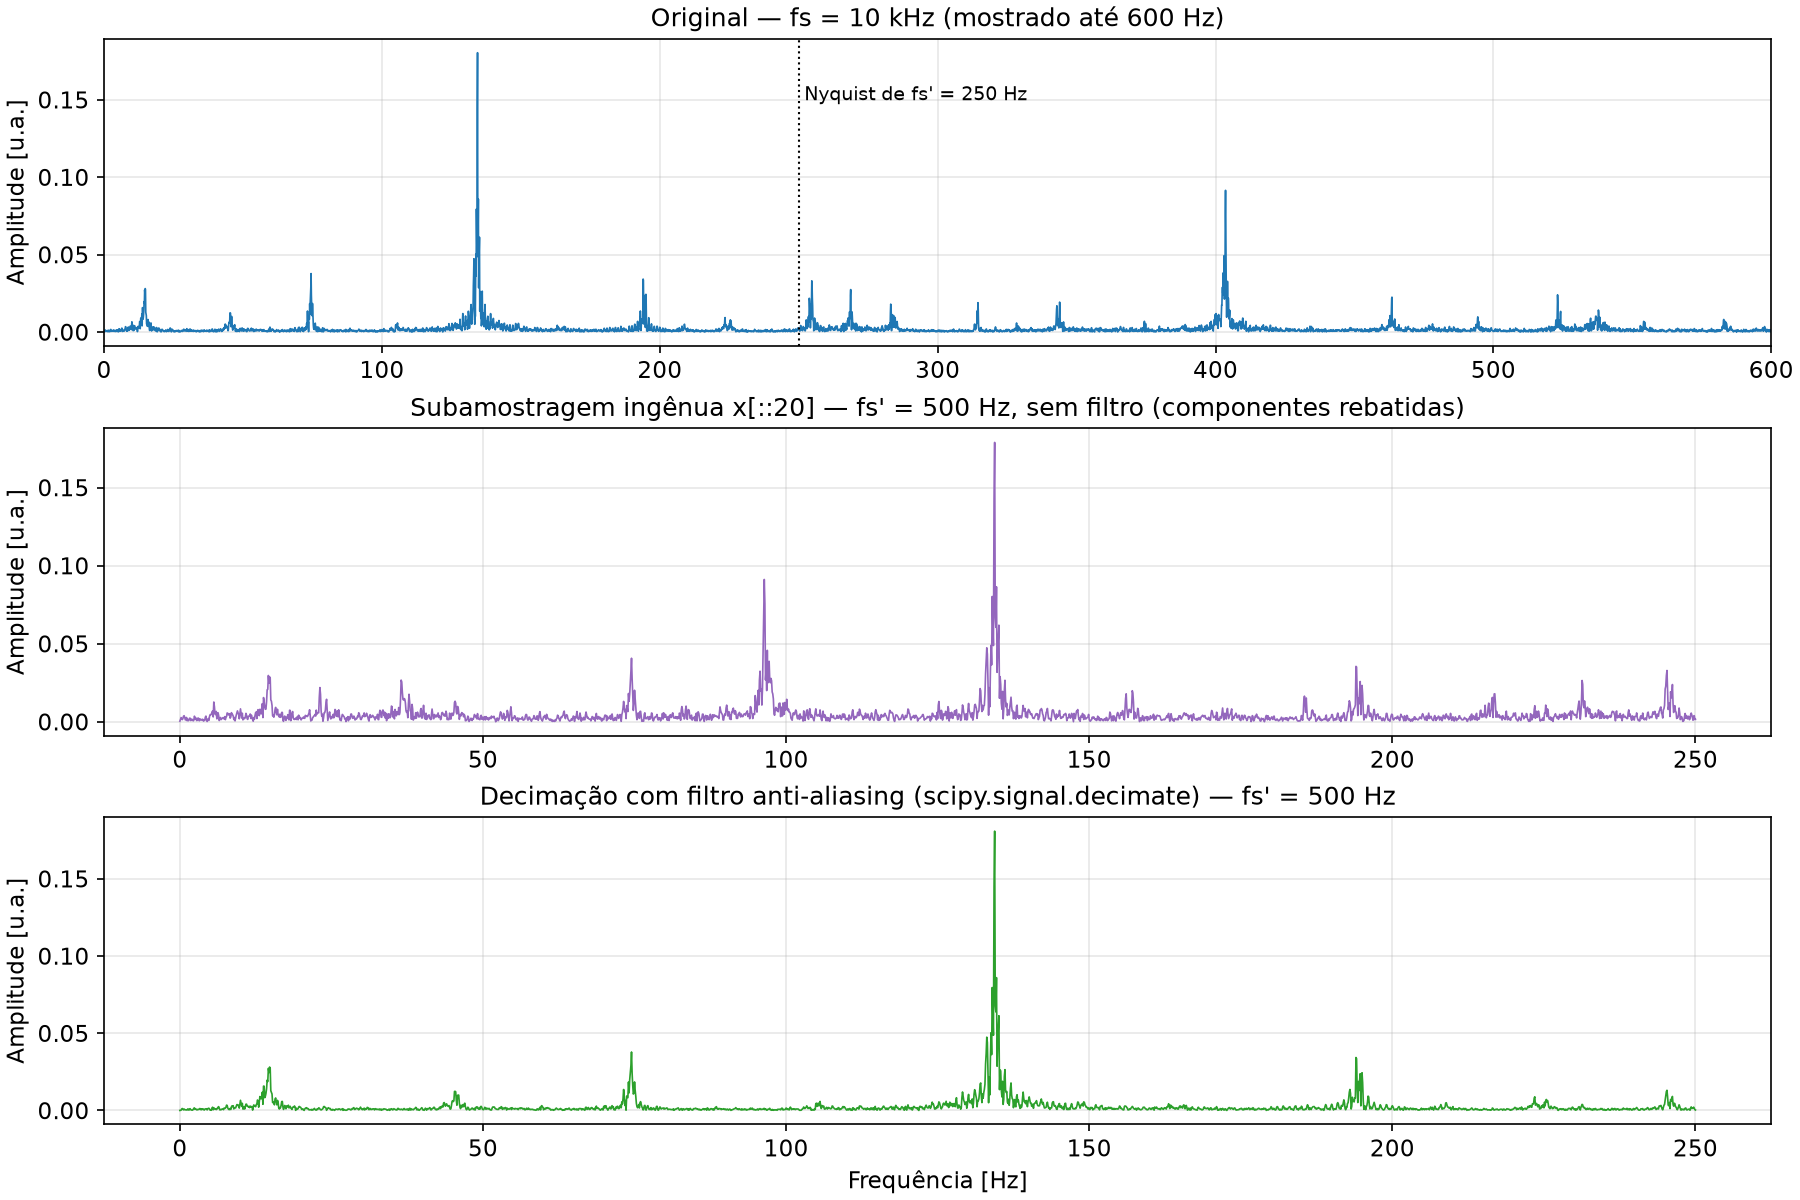 Original — fs = 10 kHz (mostrado até 600 Hz)
Amplitude [u.a.]
0.15
0.10
0.05
0.00
Nyquist de fs' = 250 Hz
0 100 200 300 400 500 600
Subamostragem ingênua x[::20] — fs' = 500 Hz, sem filtro (componentes rebatidas)
Amplitude [u.a.]
0.15
0.10
0.05
0.00
0 50 100 150 200 250
Decimação com filtro anti-aliasing (scipy.signal.decimate) — fs' = 500 Hz
Amplitude [u.a.]
0.15
0.10
0.05
0.00
0 50 100 150 200 250
Frequência [Hz]